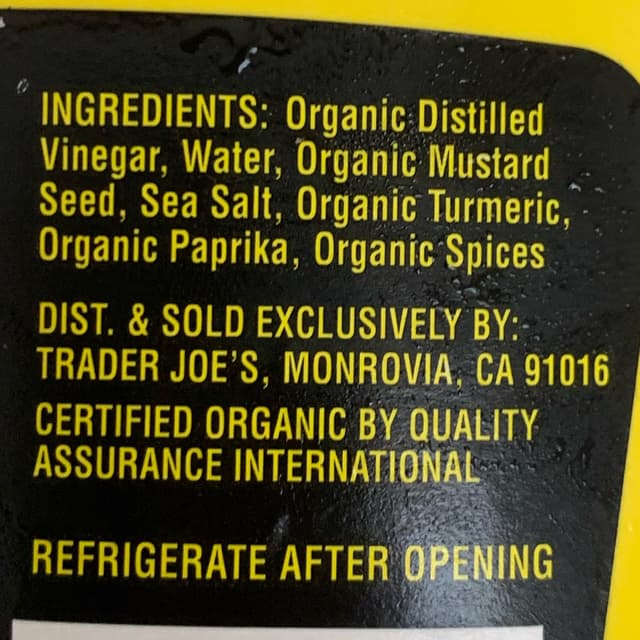 INGREDIENTS: Organic Distilled
Vinegar, Water, Organic Mustard
Seed, Sea Salt, Organic Turmeric,
Organic Paprika, Organic Spices
DIST. & SOLD EXCLUSIVELY BY:
TRADER JOE'S, MONROVIA, CA 91016
CERTIFIED ORGANIC BY QUALITY
ASSURANCE INTERNATIONAL
REFRIGERATE AFTER OPENING